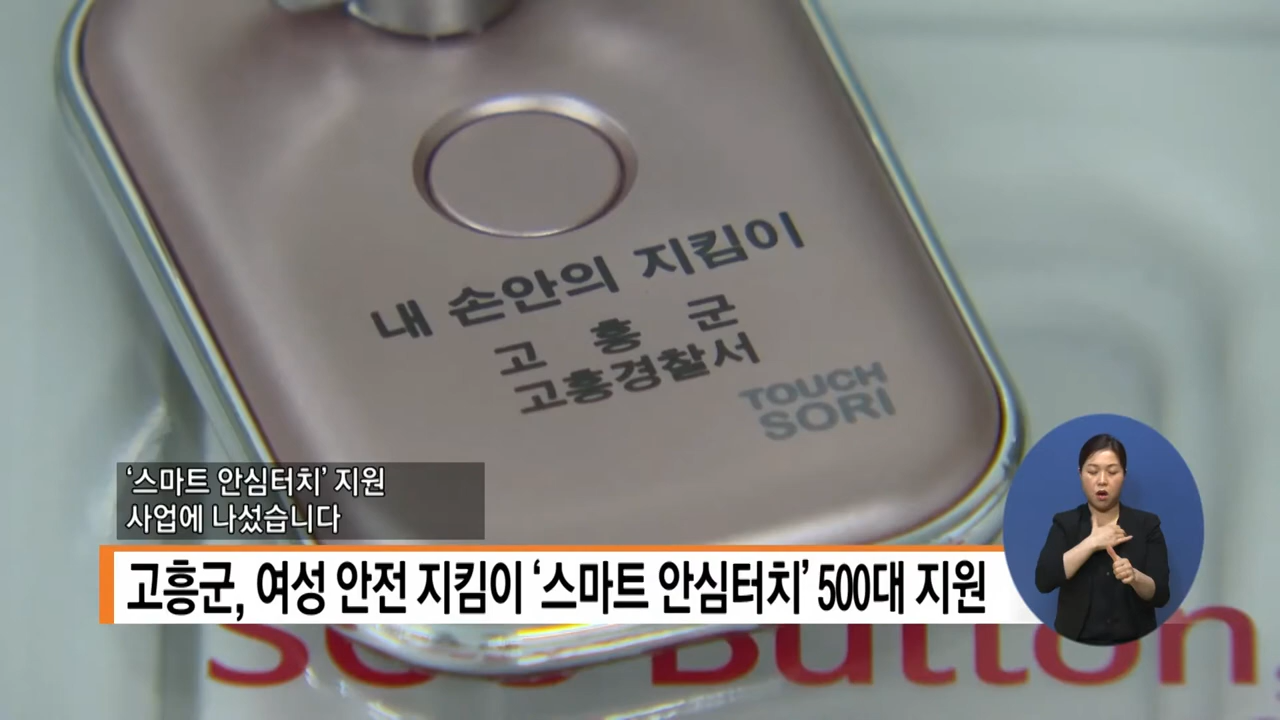 내 손안의 지킴이
고 흥 군
고흥경찰서
TOUCH
SORI
‘스마트 안심터치’ 지원
사업에 나섰습니다
고흥군, 여성 안전 지킴이 ‘스마트 안심터치’ 500대 지원
Button,